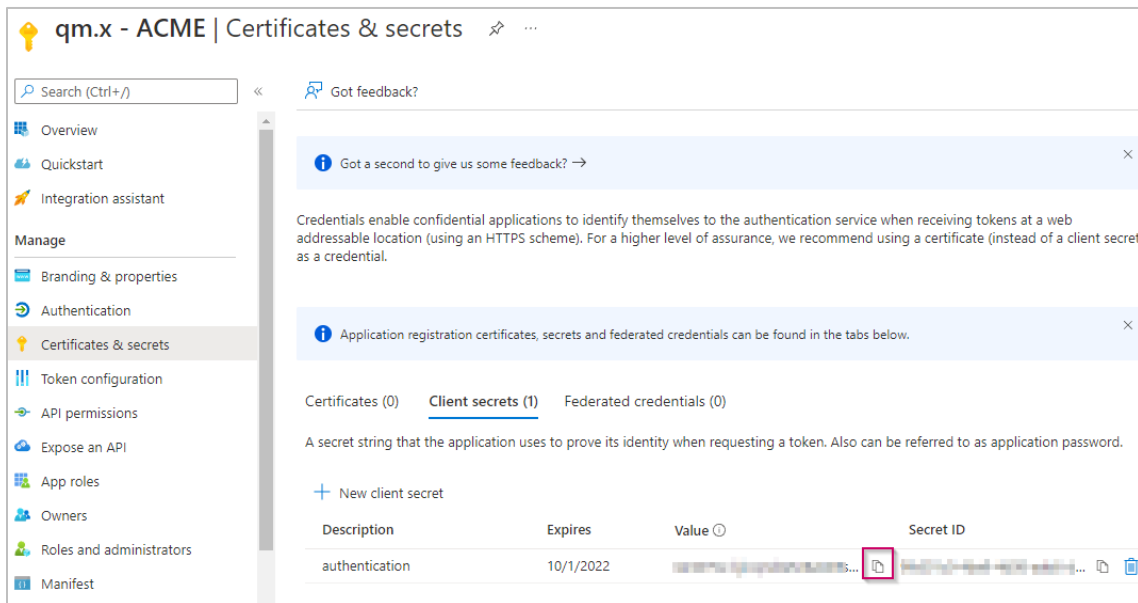 qm.x - ACME | Certificates & secrets
Search (Ctrl+/)
Overview
Quickstart
Integration assistant
Manage
Branding & properties
Authentication
Certificates & secrets
Token configuration
API permissions
Expose an API
App roles
Owners
Roles and administrators
Manifest
Got feedback?
Got a second to give us some feedback? →
Credentials enable confidential applications to identify themselves to the authentication service when receiving tokens at a web
addressable location (using an HTTPS scheme). For a higher level of assurance, we recommend using a certificate (instead of a client secret
as a credential.
Application registration certificates, secrets and federated credentials can be found in the tabs below.
Certificates (0) Client secrets (1) Federated credentials (0)
A secret string that the application uses to prove its identity when requesting a token. Also can be referred to as application password.
New client secret
Description Expires Value Secret ID
authentication 10/1/2022